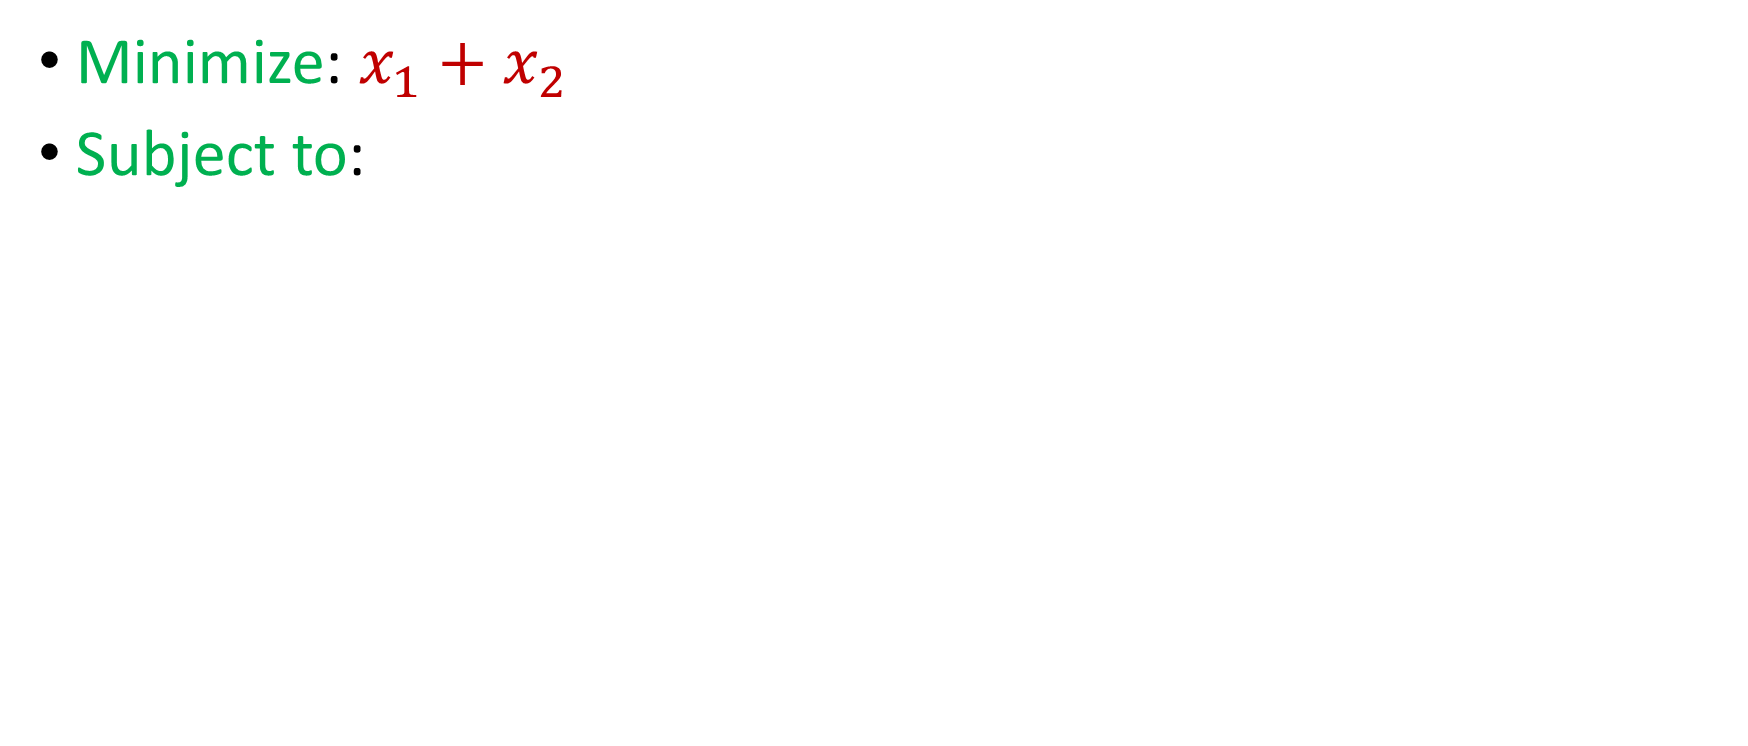 • Minimize: x₁ + x₂
• Subject to: